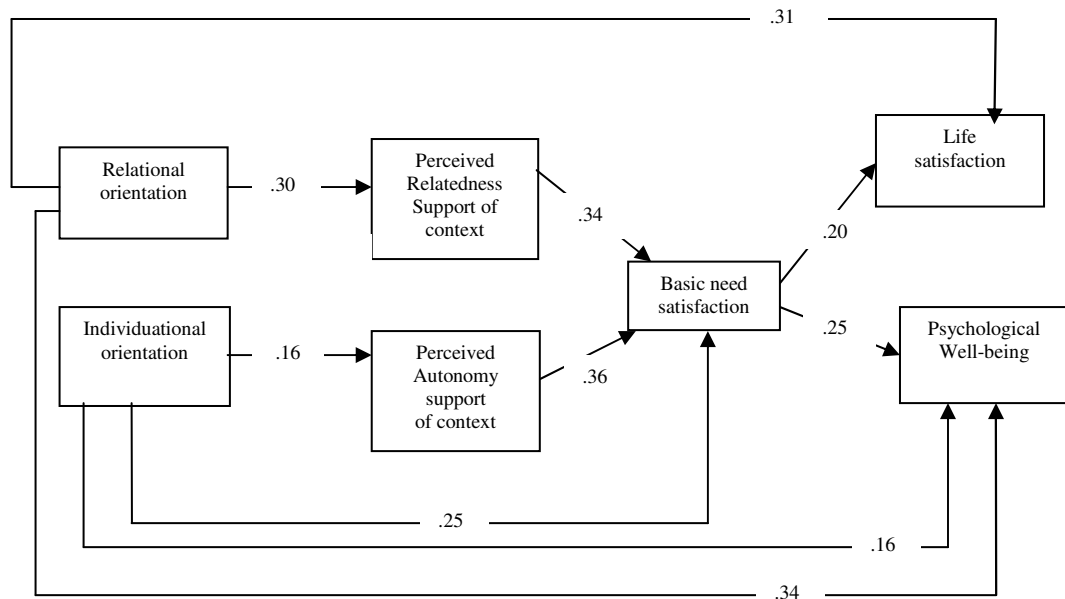 .31
Life
satisfaction
Relational
orientation
.30
Perceived
Relatedness
Support of
context
.34
.20
Basic need
satisfaction
Individuational
orientation
.16
Perceived
Autonomy
support
of context
.36
.25
Psychological
Well-being
.25
.16
.34